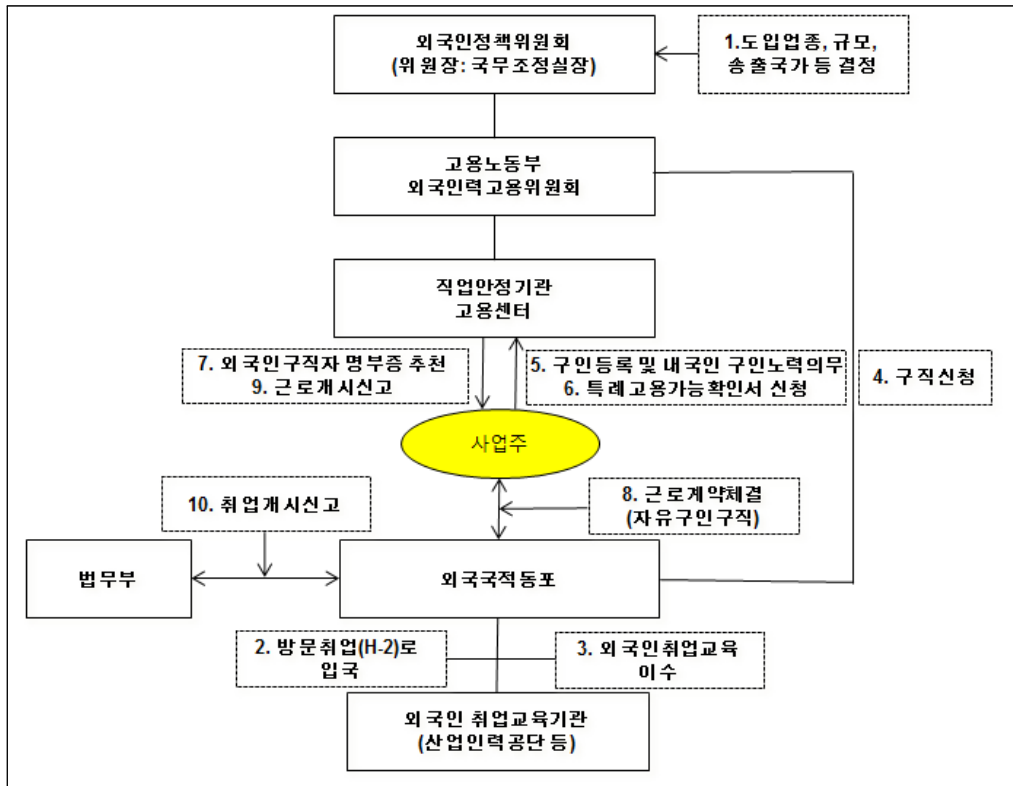 외국인정책위원회
(위원장: 국무조정실장)
1.도입업종, 규모,
송출국가 등 결정
고용노동부
외국인력고용위원회
직업안정기관
고용센터
7. 외국인구직자 명부증 추천
9. 근로개시신고
5. 구인등록 및 내국인 구인노력의무
6. 특례고용가능확인서 신청
4. 구직신청
사업주
10. 취업개시신고
8. 근로계약체결
(자유구인구직)
법무부
외국국적동포
2. 방문취업(H-2)로
입국
3. 외국인취업교육
이수
외국인 취업교육기관
(산업인력공단 등)